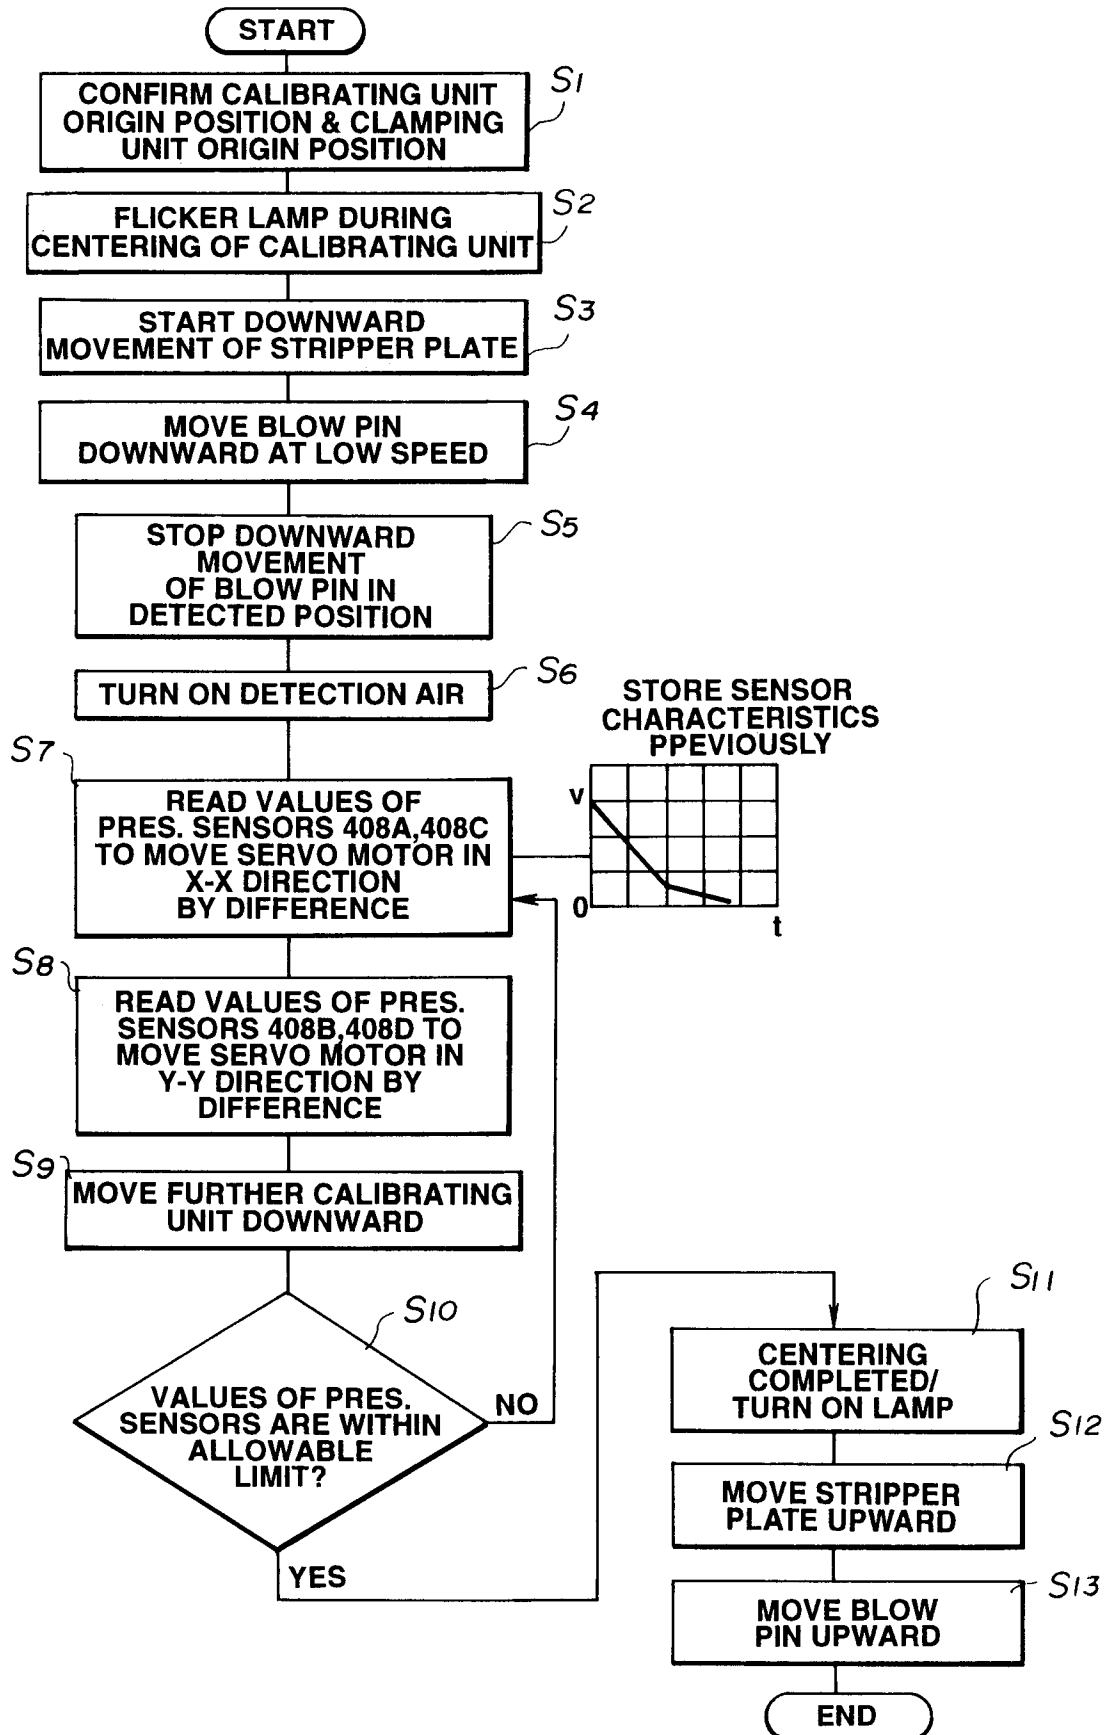 START
S1
CONFIRM CALIBRATING UNIT
ORIGIN POSITION & CLAMPING
UNIT ORIGIN POSITION
S2
FLICKER LAMP DURING
CENTERING OF CALIBRATING UNIT
S3
START DOWNWARD
MOVEMENT OF STRIPPER PLATE
S4
MOVE BLOW PIN
DOWNWARD AT LOW SPEED
S5
STOP DOWNWARD
MOVEMENT
OF BLOW PIN IN
DETECTED POSITION
S6
TURN ON DETECTION AIR
STORE SENSOR
CHARACTERISTICS
PPEVIOUSLY
v
0
t
S7
READ VALUES OF
PRES. SENSORS 408A,408C
TO MOVE SERVO MOTOR IN
X-X DIRECTION
BY DIFFERENCE
S8
READ VALUES OF PRES.
SENSORS 408B,408D TO
MOVE SERVO MOTOR IN
Y-Y DIRECTION BY
DIFFERENCE
S9
MOVE FURTHER CALIBRATING
UNIT DOWNWARD
S10
VALUES OF PRES.
SENSORS ARE WITHIN
ALLOWABLE
LIMIT?
NO
YES
S11
CENTERING
COMPLETED/
TURN ON LAMP
S12
MOVE STRIPPER
PLATE UPWARD
S13
MOVE BLOW
PIN UPWARD
END